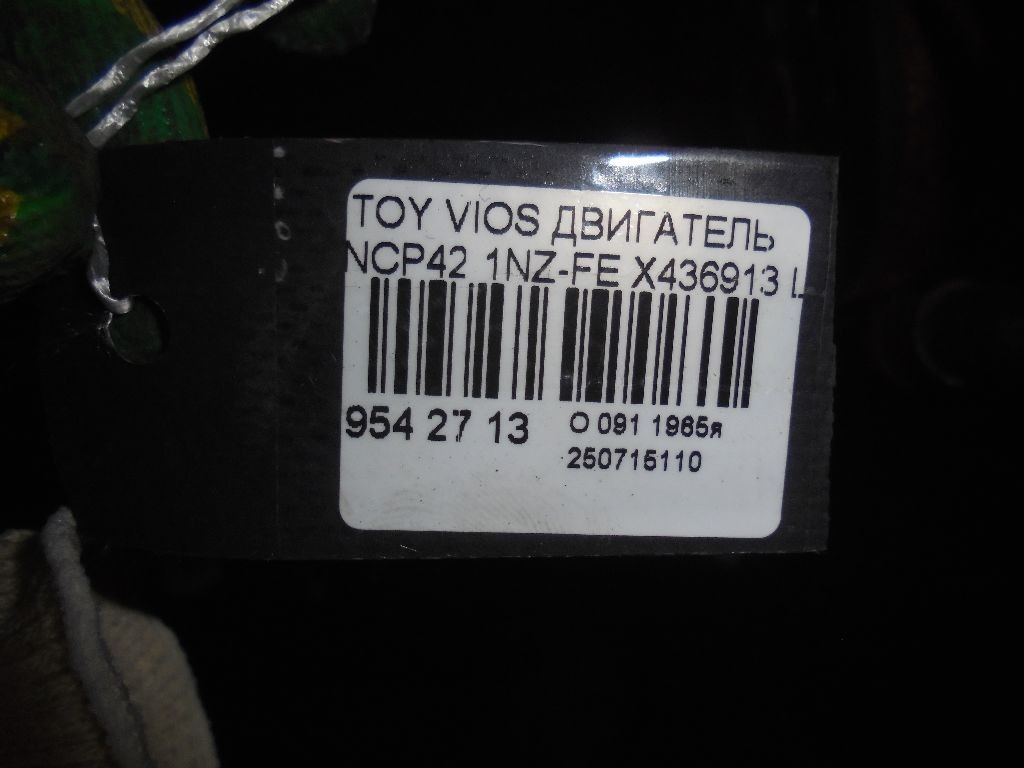 TOY VIOS ДВИГАТЕЛЬ
NCP42 1NZ-FE X436913 L
954 27 13
O 091 1965я
250715110